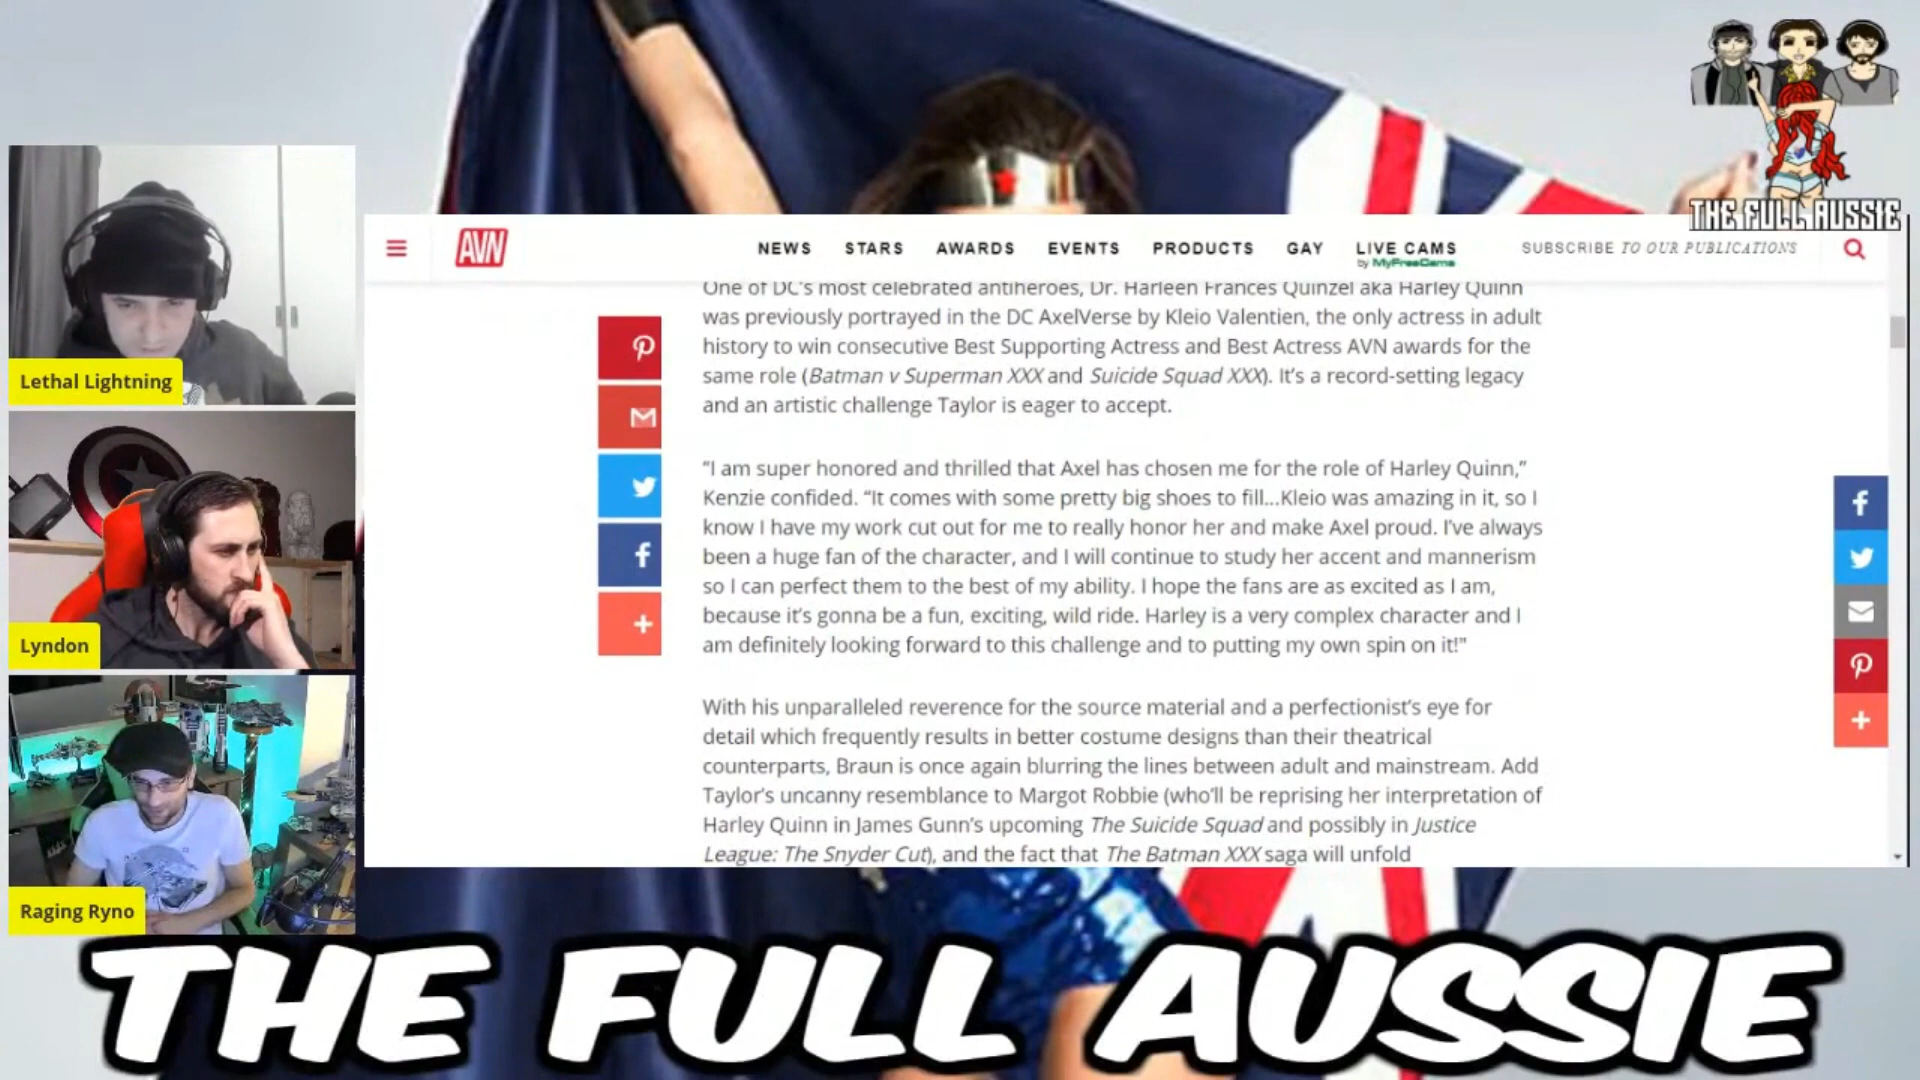 THE FULL AUSSIE
AVN
NEWS STARS AWARDS EVENTS PRODUCTS GAY LIVE CAMS
by MyFreeCams
SUBSCRIBE TO OUR PUBLICATIONS
One of DC's most celebrated antiheroes, Dr. Harleen Frances Quinzel aka Harley Quinn
was previously portrayed in the DC AxelVerse by Kleio Valentien, the only actress in adult
history to win consecutive Best Supporting Actress and Best Actress AVN awards for the
same role (Batman v Superman XXX and Suicide Squad XXX). It's a record-setting legacy
and an artistic challenge Taylor is eager to accept.
“I am super honored and thrilled that Axel has chosen me for the role of Harley Quinn,”
Kenzie confided. “It comes with some pretty big shoes to fill...Kleio was amazing in it, so I
know I have my work cut out for me to really honor her and make Axel proud. I've always
been a huge fan of the character, and I will continue to study her accent and mannerism
so I can perfect them to the best of my ability. I hope the fans are as excited as I am,
because it's gonna be a fun, exciting, wild ride. Harley is a very complex character and I
am definitely looking forward to this challenge and to putting my own spin on it!"
With his unparalleled reverence for the source material and a perfectionist's eye for
detail which frequently results in better costume designs than their theatrical
counterparts, Braun is once again blurring the lines between adult and mainstream. Add
Taylor's uncanny resemblance to Margot Robbie (who'll be reprising her interpretation of
Harley Quinn in James Gunn's upcoming The Suicide Squad and possibly in Justice
League: The Snyder Cut), and the fact that The Batman XXX saga will unfold
Lethal Lightning
Lyndon
Raging Ryno
THE FULL AUSSIE